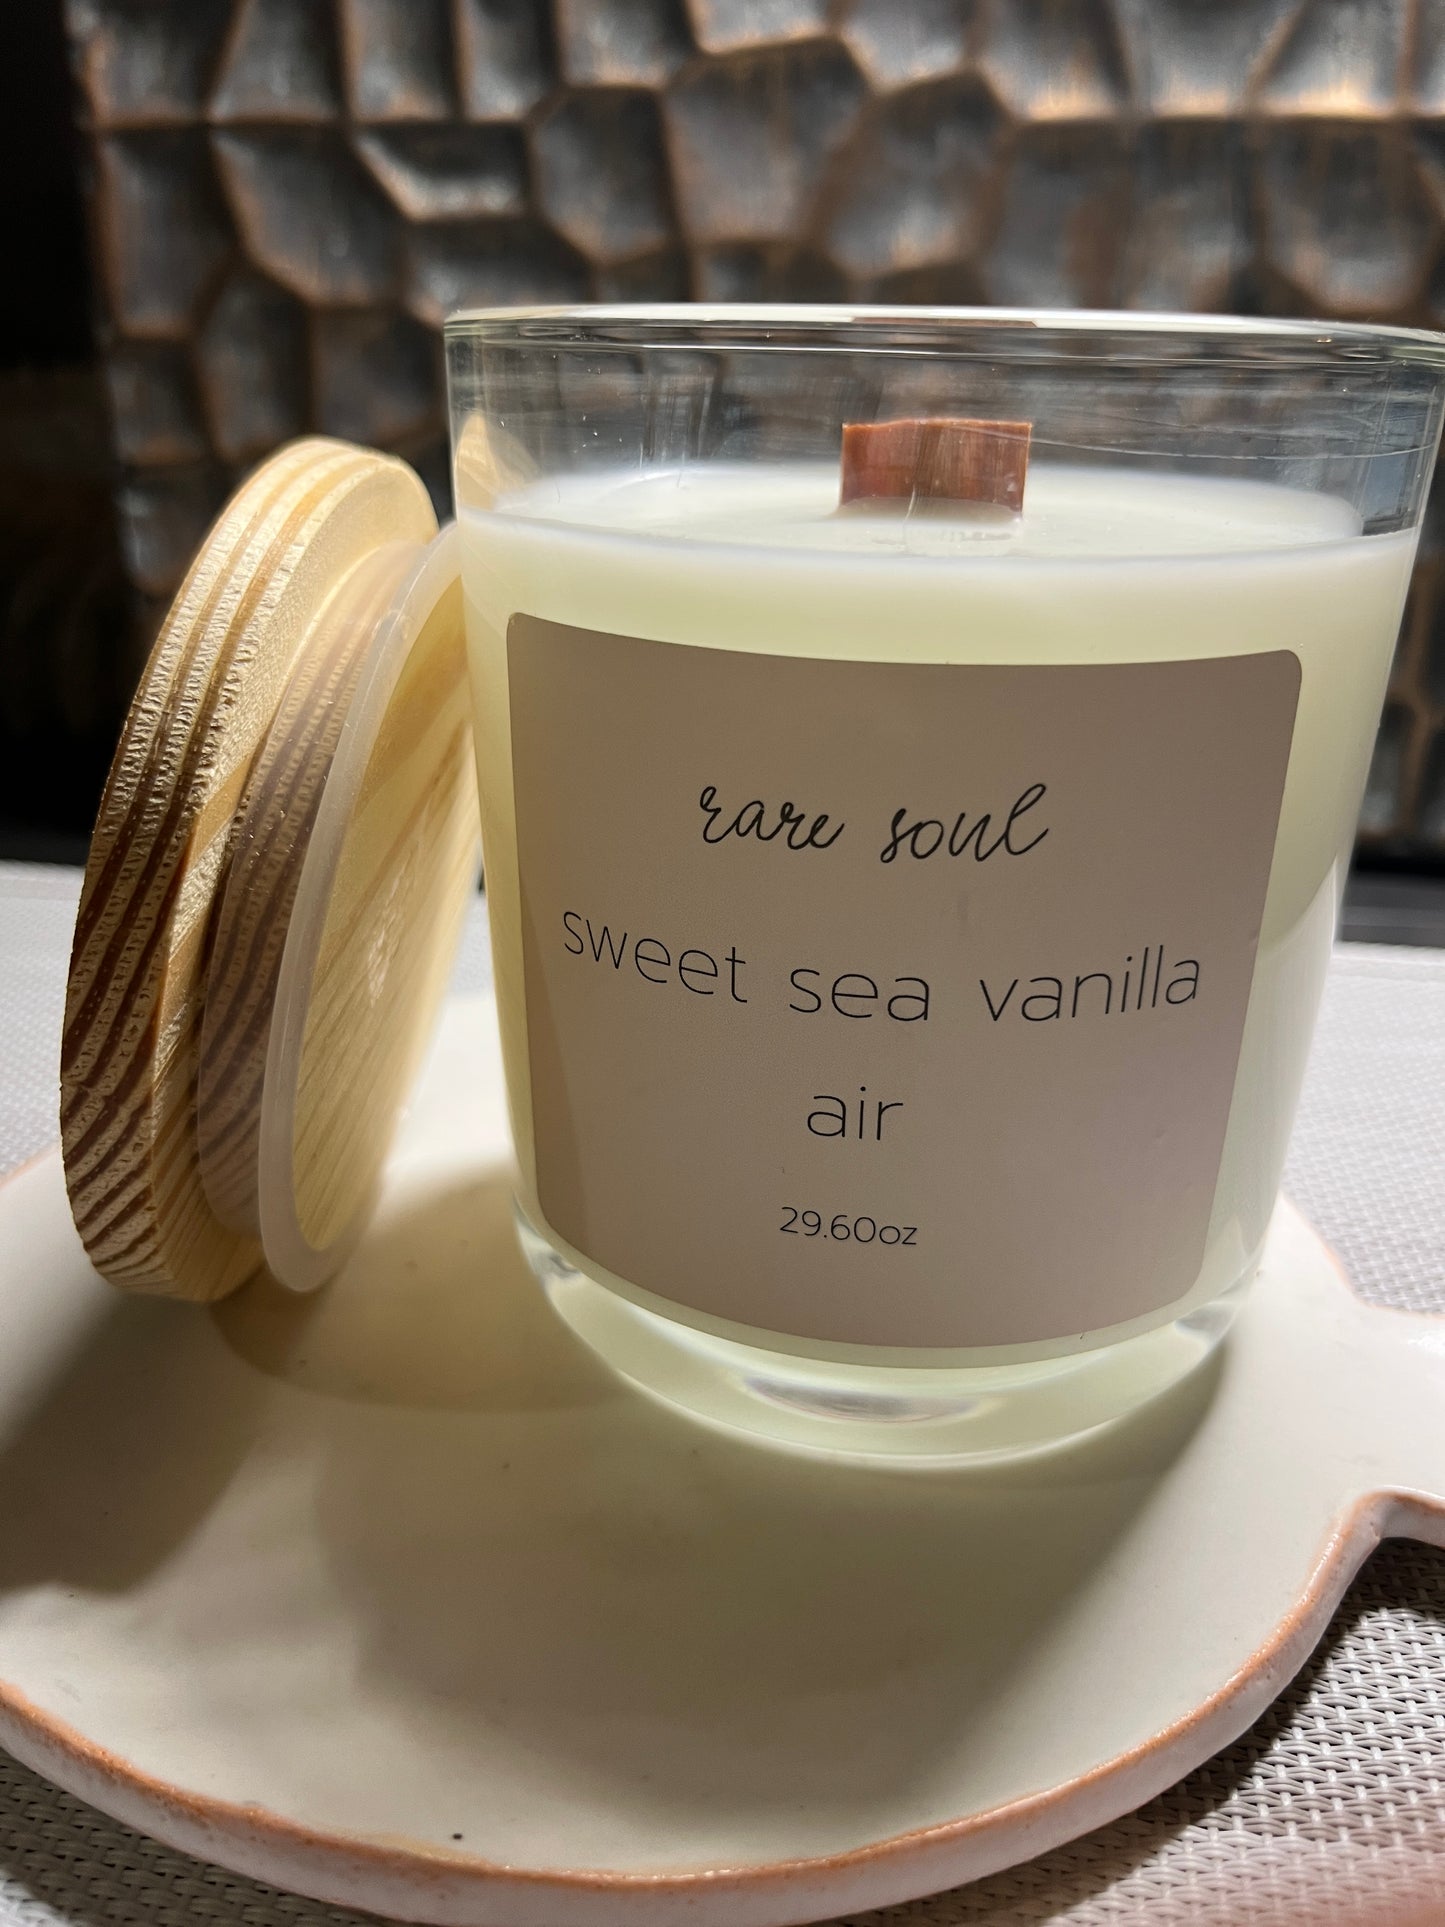 rare soul
sweet sea vanilla
air
29.60oz